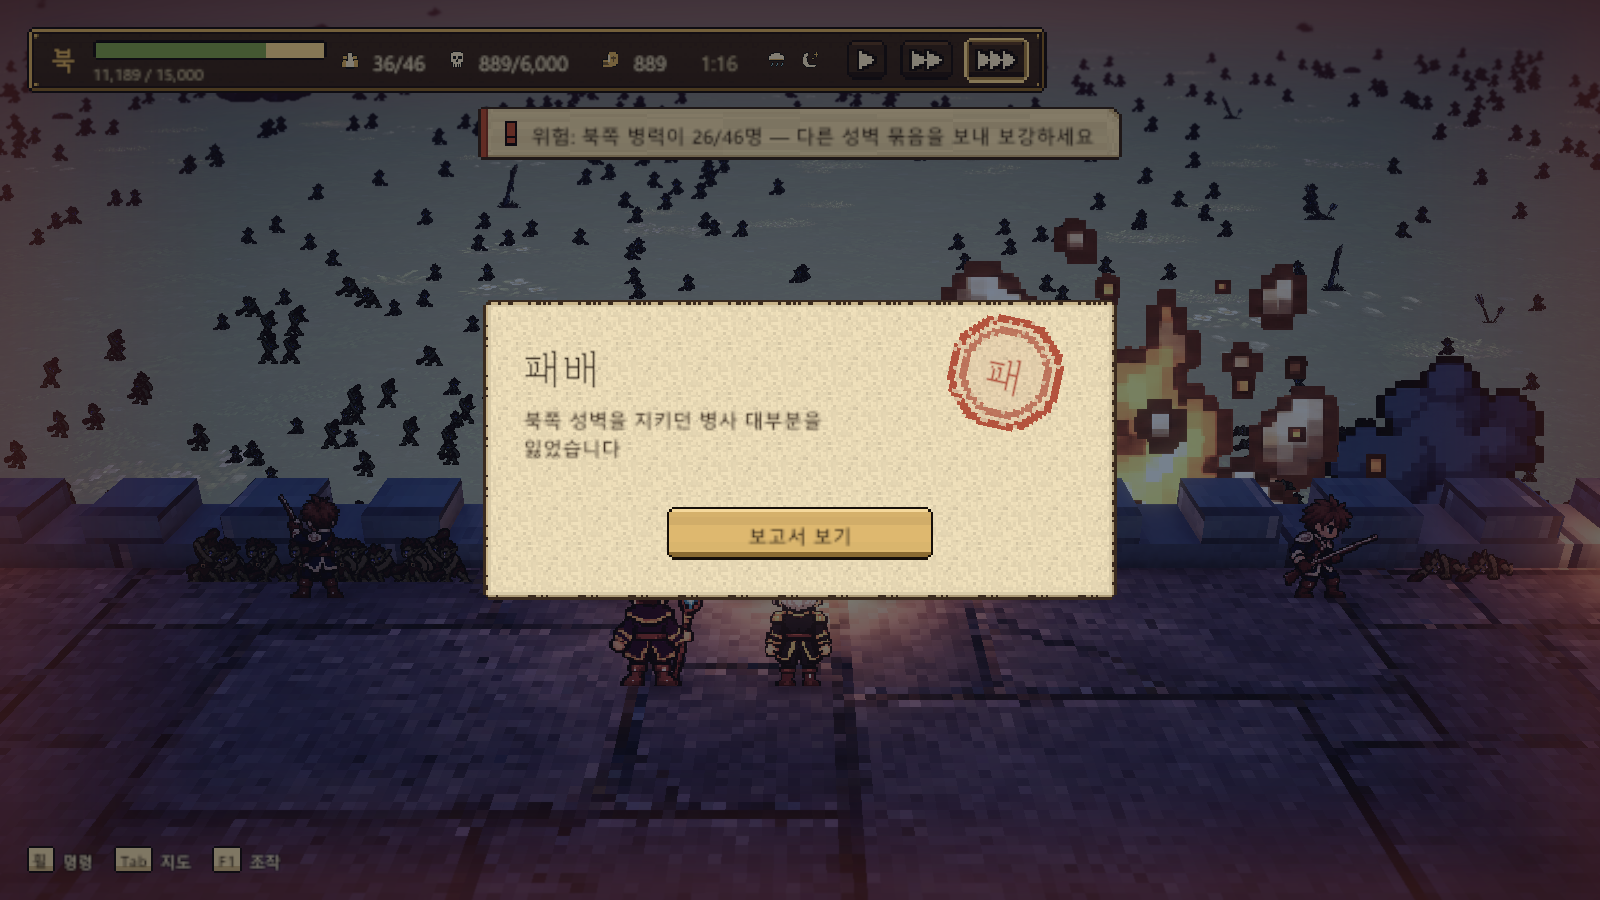 북
11,189 / 15,000
36/46
889/6,000
889
1:16
위험: 북쪽 병력이 26/46명 — 다른 성벽 묶음을 보내 보강하세요
패배
패
북쪽 성벽을 지키던 병사 대부분을
잃었습니다
보고서 보기
휠 명령 Tab 지도 F1 조작